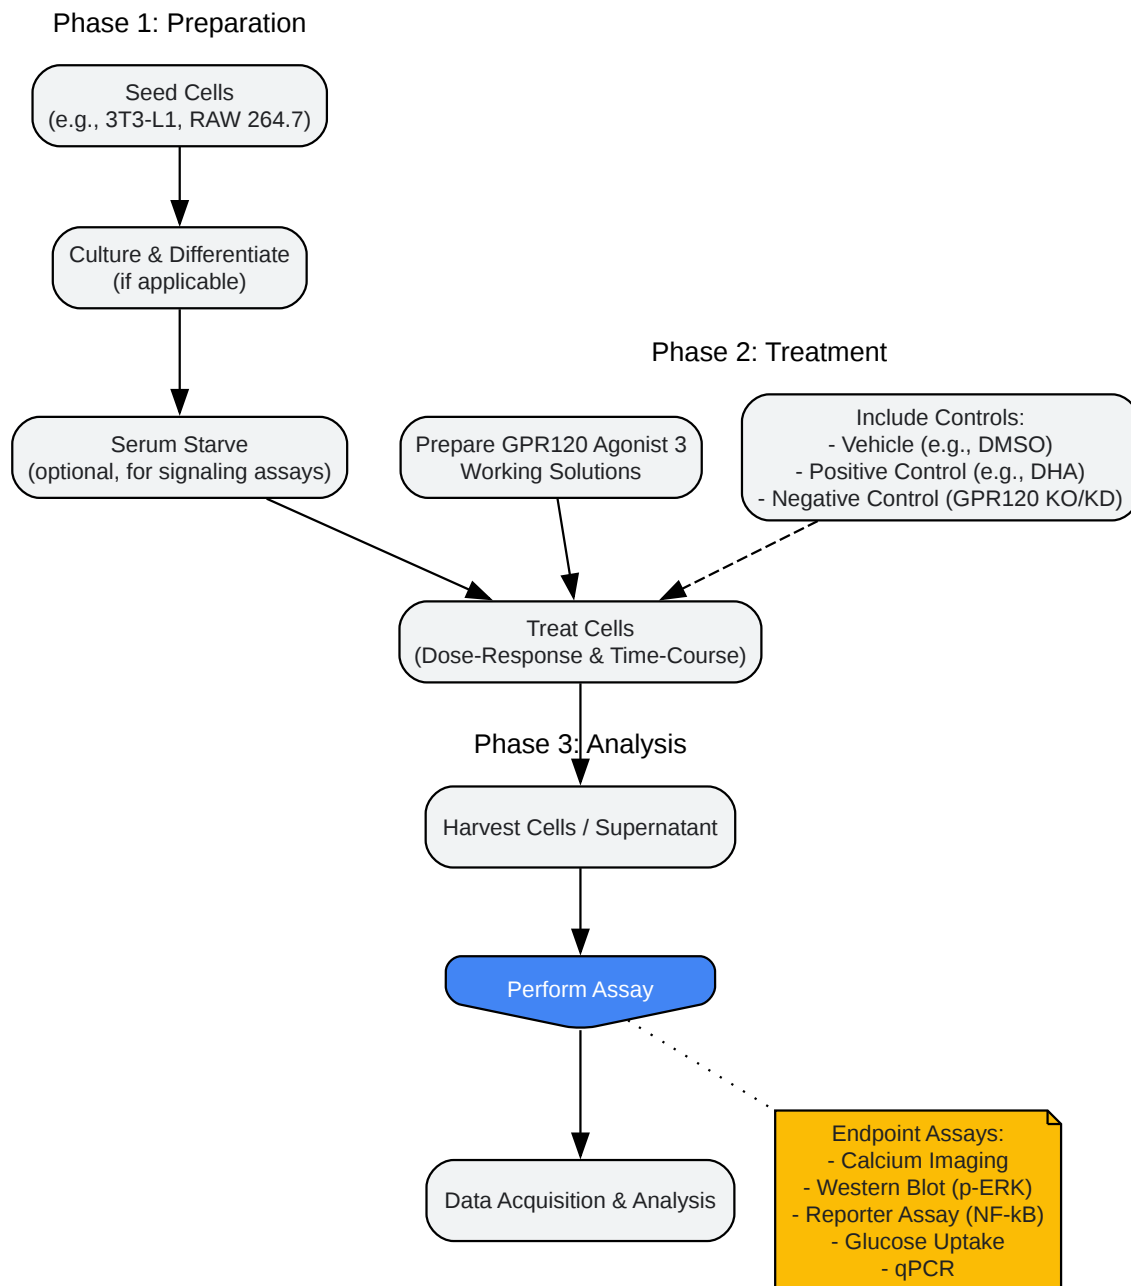 Phase 1: Preparation
Seed Cells
(e.g., 3T3-L1, RAW 264.7)
Culture & Differentiate
(if applicable)
Serum Starve
(optional, for signaling assays)
Phase 2: Treatment
Prepare GPR120 Agonist 3
Working Solutions
Include Controls:
- Vehicle (e.g., DMSO)
- Positive Control (e.g., DHA)
- Negative Control (GPR120 KO/KD)
Treat Cells
(Dose-Response & Time-Course)
Phase 3: Analysis
Harvest Cells / Supernatant
Perform Assay
Endpoint Assays:
- Calcium Imaging
- Western Blot (p-ERK)
- Reporter Assay (NF-kB)
- Glucose Uptake
- qPCR
Data Acquisition & Analysis